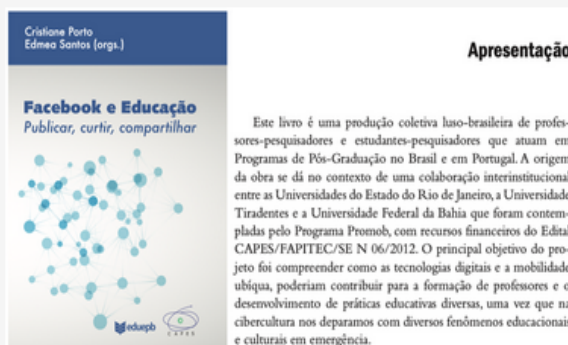 Cristiane Porto
Edmea Santos (orgs.)
Facebook e Educação
Publicar, curtir, compartilhar
eduepb
CAPES
Apresentação
Este livro é uma produção coletiva luso-brasileira de profes-
sores-pesquisadores e estudantes-pesquisadores que atuam em
Programas de Pós-Graduação no Brasil e em Portugal. A origem
da obra se dá no contexto de uma colaboração interinstitucional
entre as Universidades do Estado do Rio de Janeiro, a Universidade
Tiradentes e a Universidade Federal da Bahia que foram contem-
pladas pelo Programa Promob, com recursos financeiros do Edital
CAPES/FAPITEC/SE N 06/2012. O principal objetivo do pro-
jeto foi compreender como as tecnologias digitais e a mobilidade
ubíqua, poderiam contribuir para a formação de professores e o
desenvolvimento de práticas educativas diversas, uma vez que na
cibercultura nos deparamos com diversos fenômenos educacionais
e culturais em emergência.